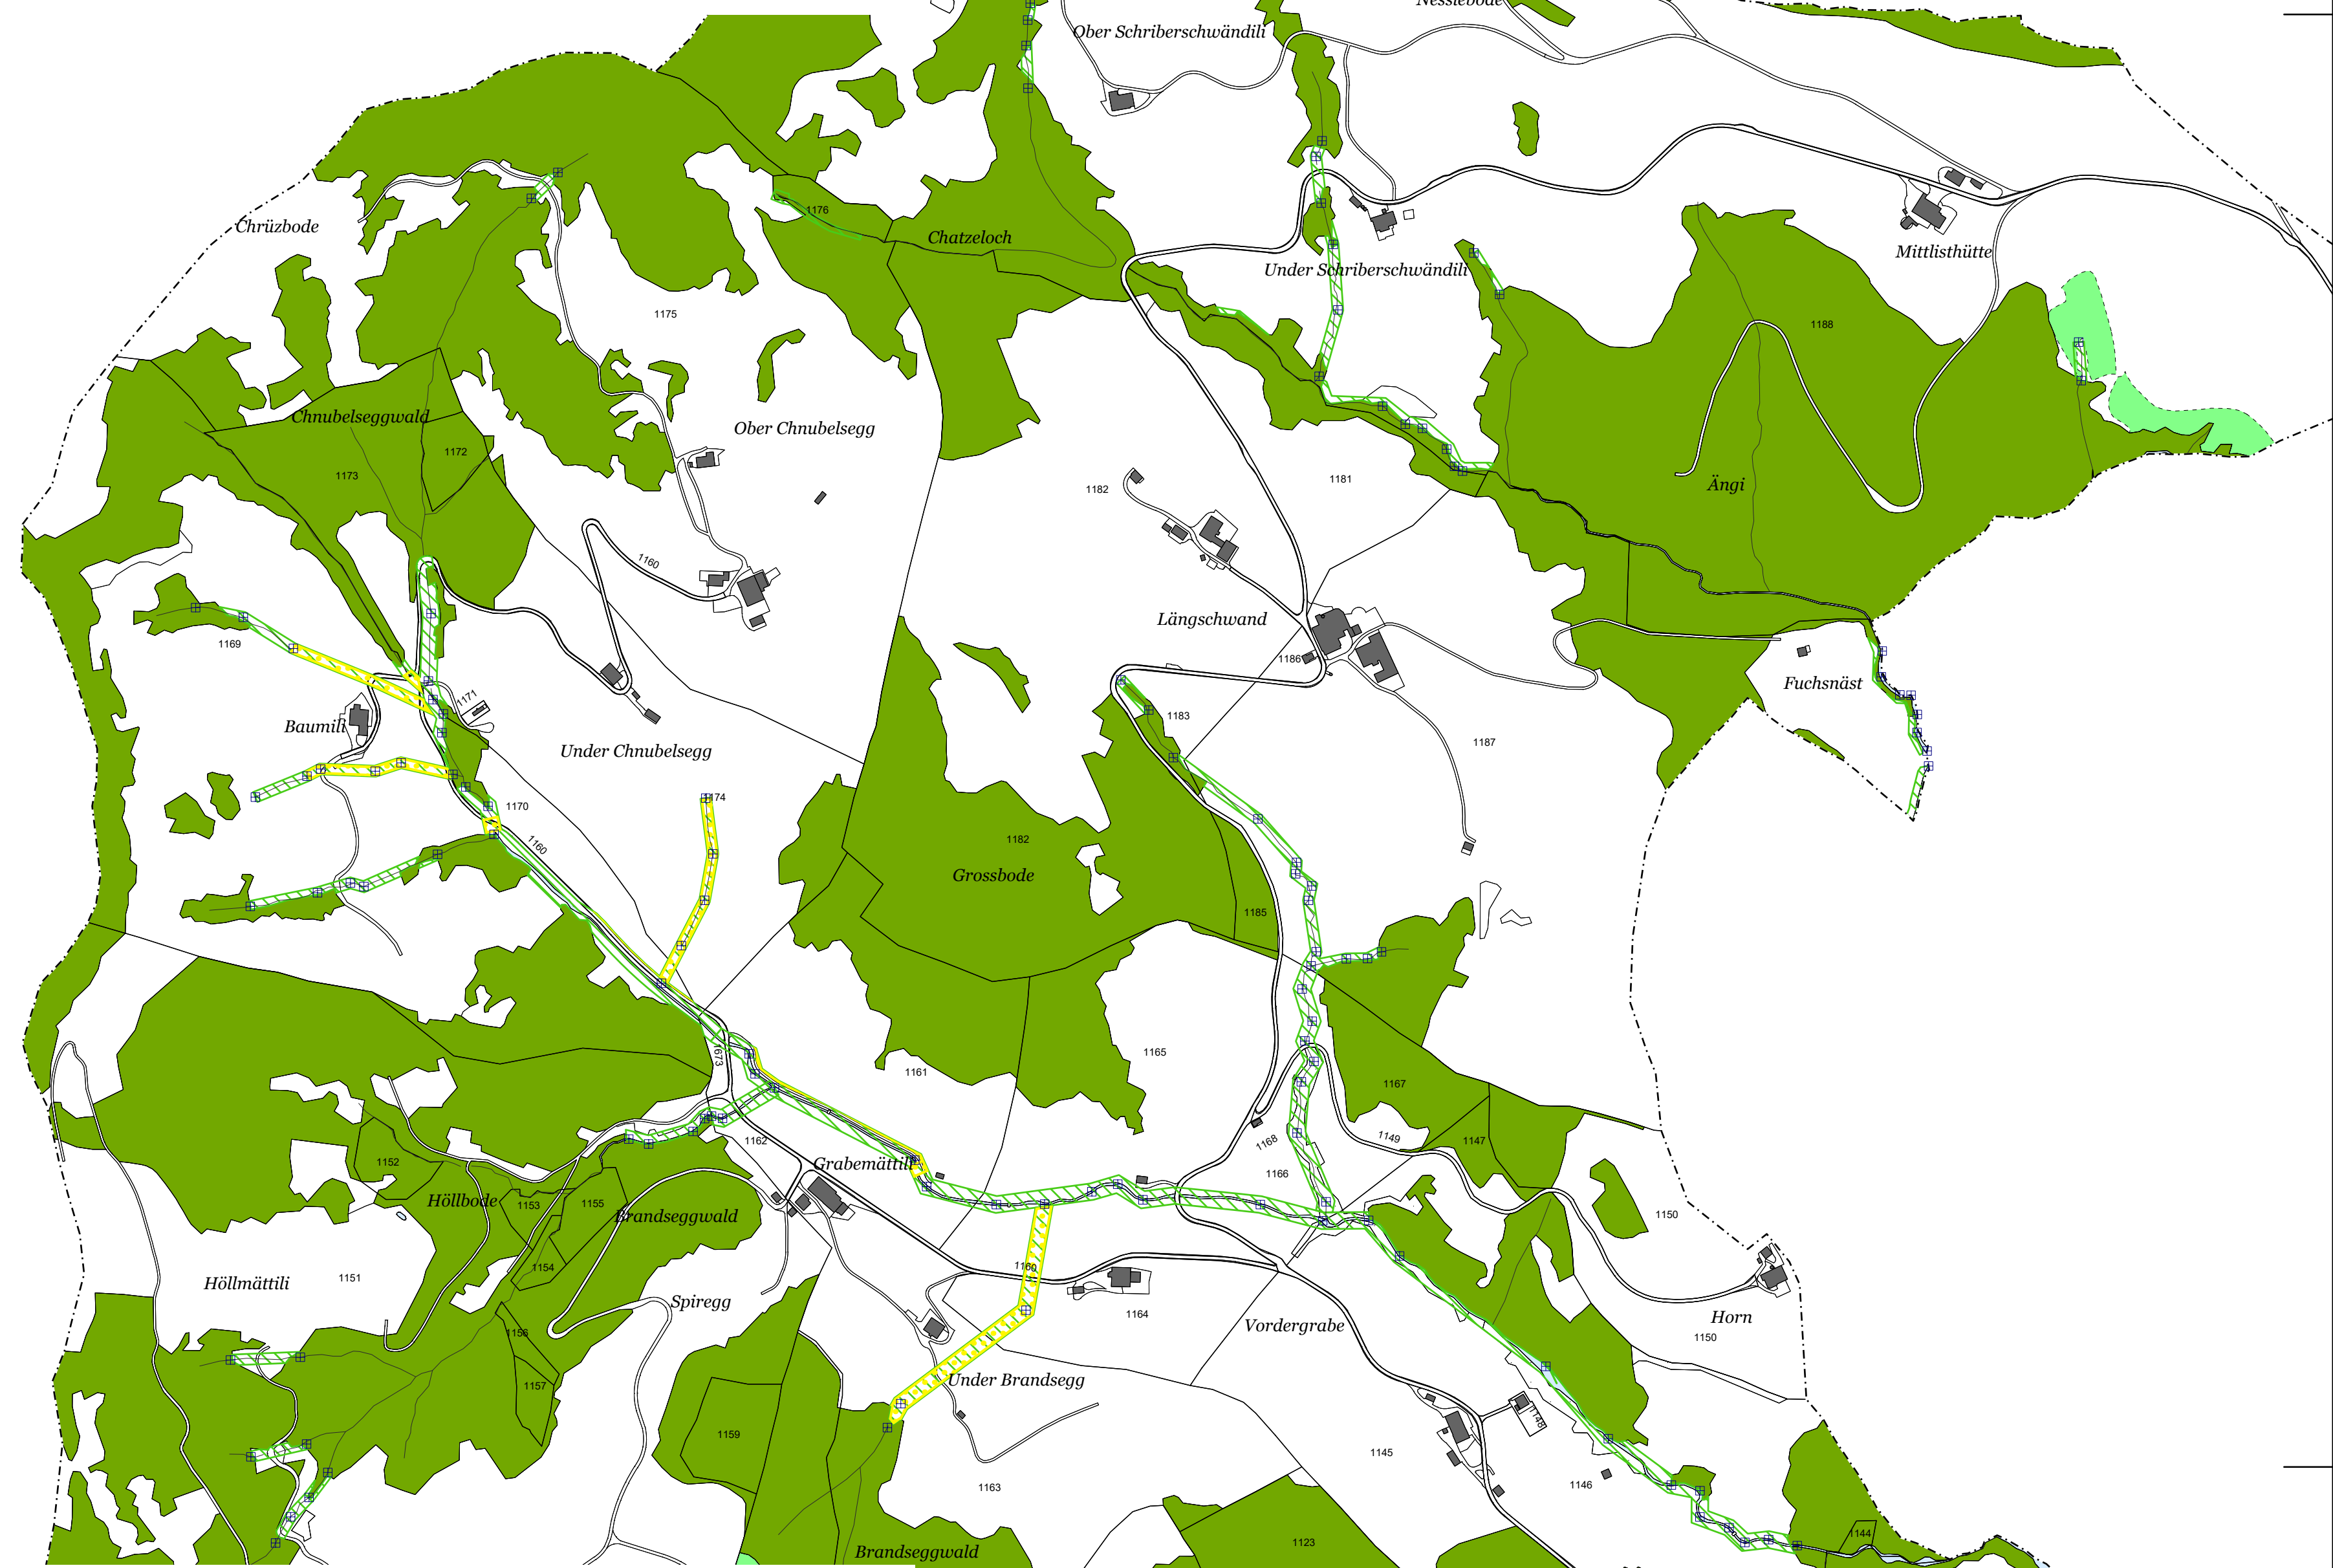 Nesslebode
Ober Schriberschwändili
1176
Chrüzbode
Chatzeloch
Mittlisthütte
Under Schriberschwändili
1175
1188
Chnubelseggwald
Ober Chnubelsegg
1172
1173
1181
Ängi
1182
1160
Längschwand
1169
1186
Fuchsnäst
1171
1183
Baumili
1187
Under Chnubelsegg
1174
1170
1182
1160
Grossbode
1185
1165
1673
1161
1167
1149
1162
1168
1147
Grabemättili
1152
1166
Höllbode
1153
1155
Brandseggwald
1150
1154
1160
Höllmättili
1151
Spiregg
1164
Horn
Vordergrabe
1156
1150
Under Brandsegg
1157
1148
1159
1145
1163
1146
1144
1123
Brandseggwald